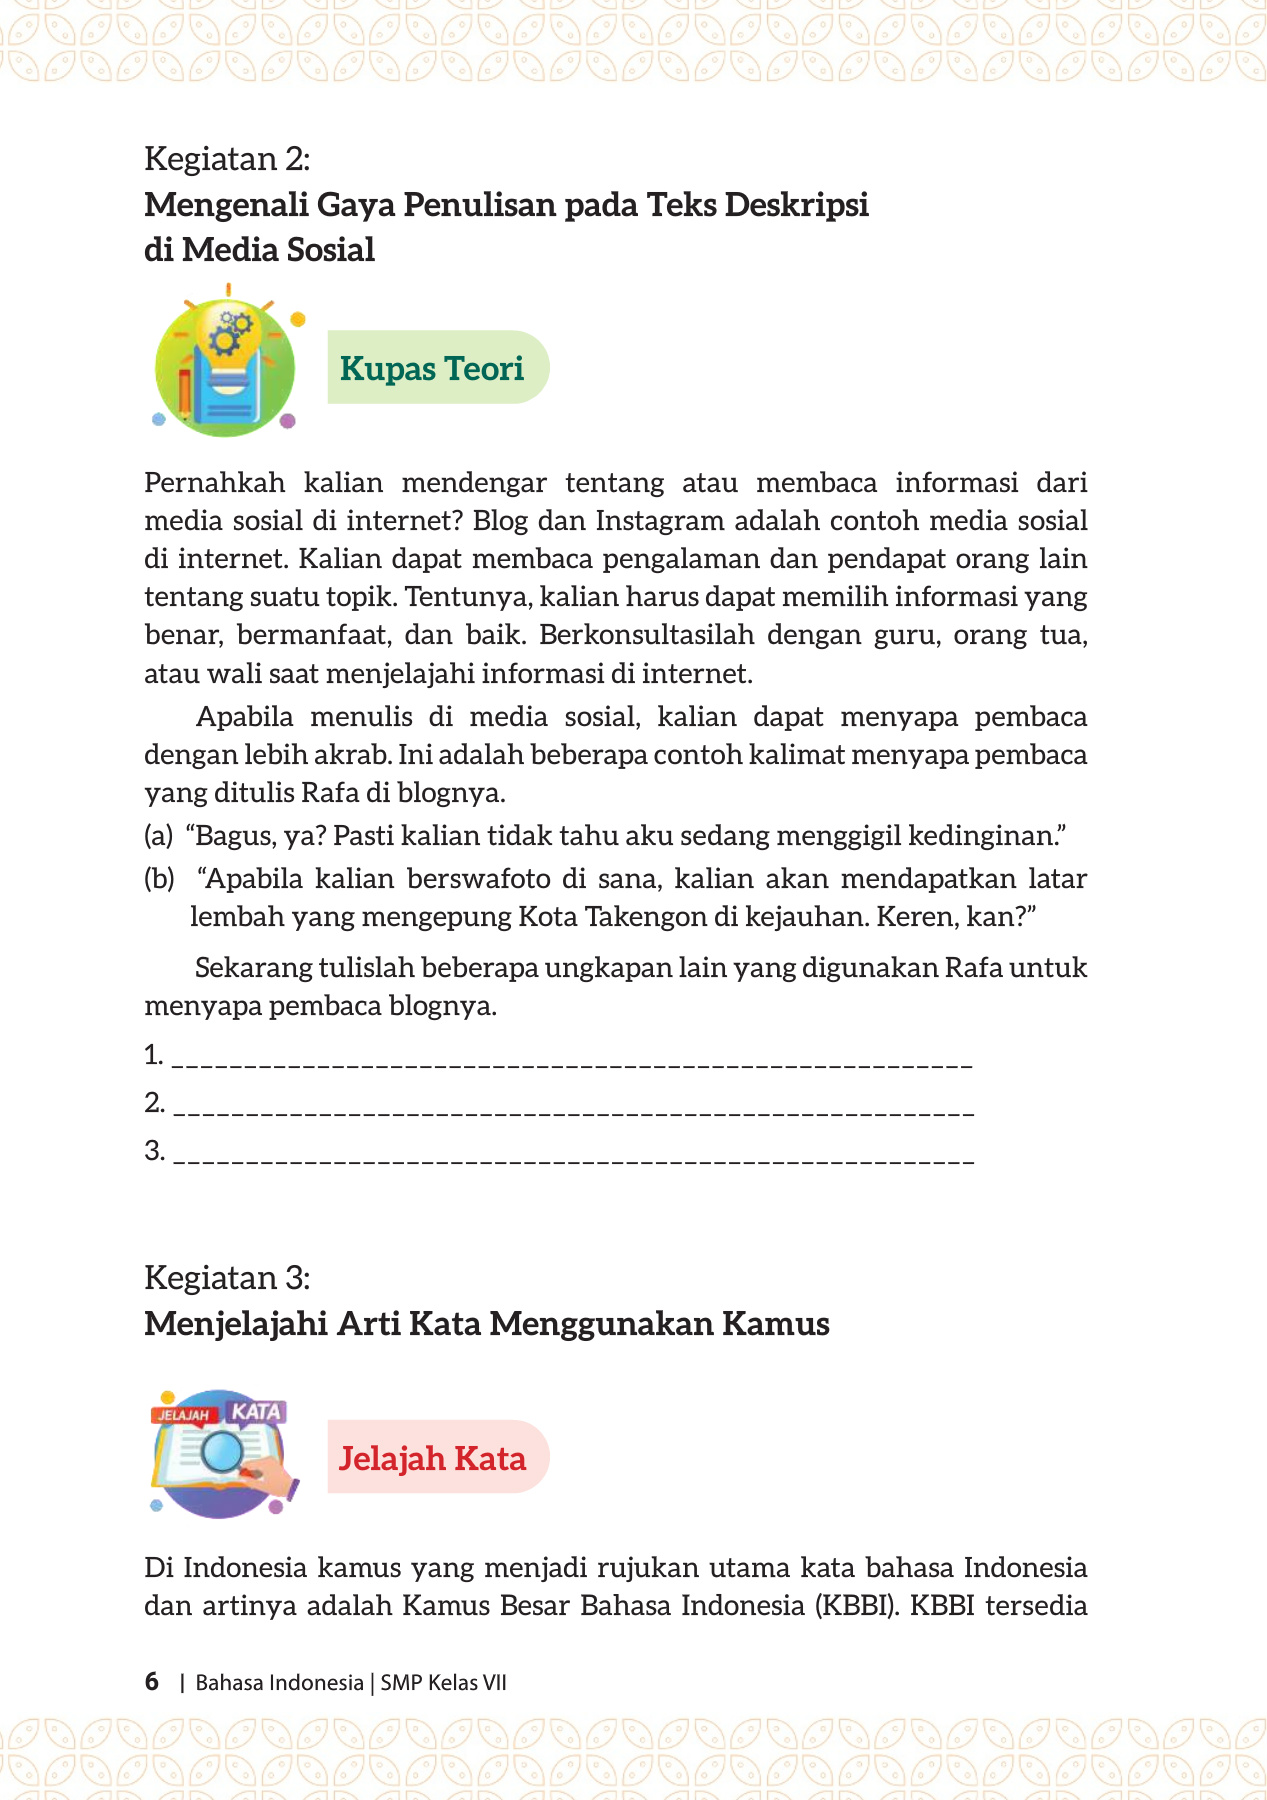 Kegiatan 2:
Mengenali Gaya Penulisan pada Teks Deskripsi
di Media Sosial
Kupas Teori
Pernahkah kalian mendengar tentang atau membaca informasi dari
media sosial di internet? Blog dan Instagram adalah contoh media sosial
di internet. Kalian dapat membaca pengalaman dan pendapat orang lain
tentang suatu topik. Tentunya, kalian harus dapat memilih informasi yang
benar, bermanfaat, dan baik. Berkonsultasilah dengan guru, orang tua,
atau wali saat menjelajahi informasi di internet.
Apabila menulis di media sosial, kalian dapat menyapa pembaca
dengan lebih akrab. Ini adalah beberapa contoh kalimat menyapa pembaca
yang ditulis Rafa di blognya.
(a) “Bagus, ya? Pasti kalian tidak tahu aku sedang menggigil kedinginan.”
(b) “Apabila kalian berswafoto di sana, kalian akan mendapatkan latar
lembah yang mengepung Kota Takengon di kejauhan. Keren, kan?”
Sekarang tulislah beberapa ungkapan lain yang digunakan Rafa untuk
menyapa pembaca blognya.
1. _______________________________________________________
2. _______________________________________________________
3. _______________________________________________________
Kegiatan 3:
Menjelajahi Arti Kata Menggunakan Kamus
JELAJAH KATA
Jelajah Kata
Di Indonesia kamus yang menjadi rujukan utama kata bahasa Indonesia
dan artinya adalah Kamus Besar Bahasa Indonesia (KBBI). KBBI tersedia
6 | Bahasa Indonesia | SMP Kelas VII